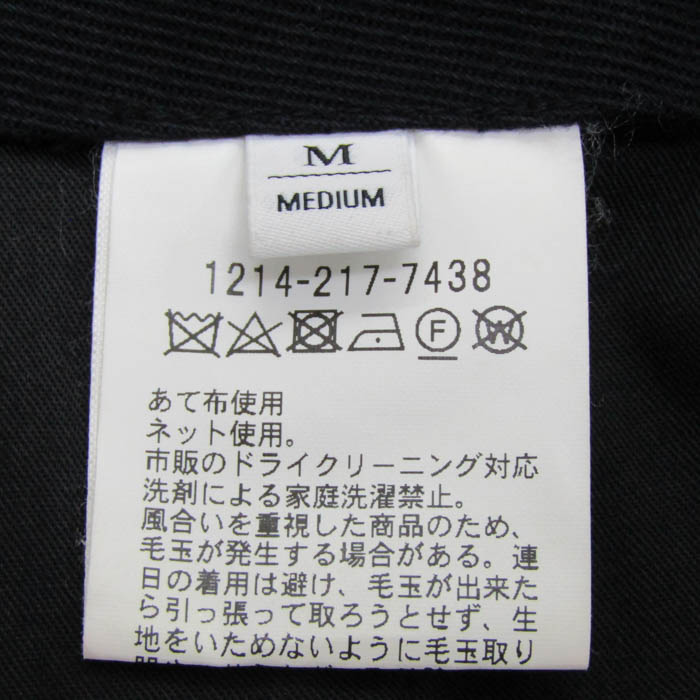 M
MEDIUM
1214-217-7438
F
W
あて布使用
ネット使用。
市販のドライクリーニング対応
洗剤による家庭洗濯禁止。
風合いを重視した商品のため、
毛玉が発生する場合がある。連
日の着用は避け、毛玉が出来た
ら引っ張って取ろうとせず、生
地をいためないように毛玉取り